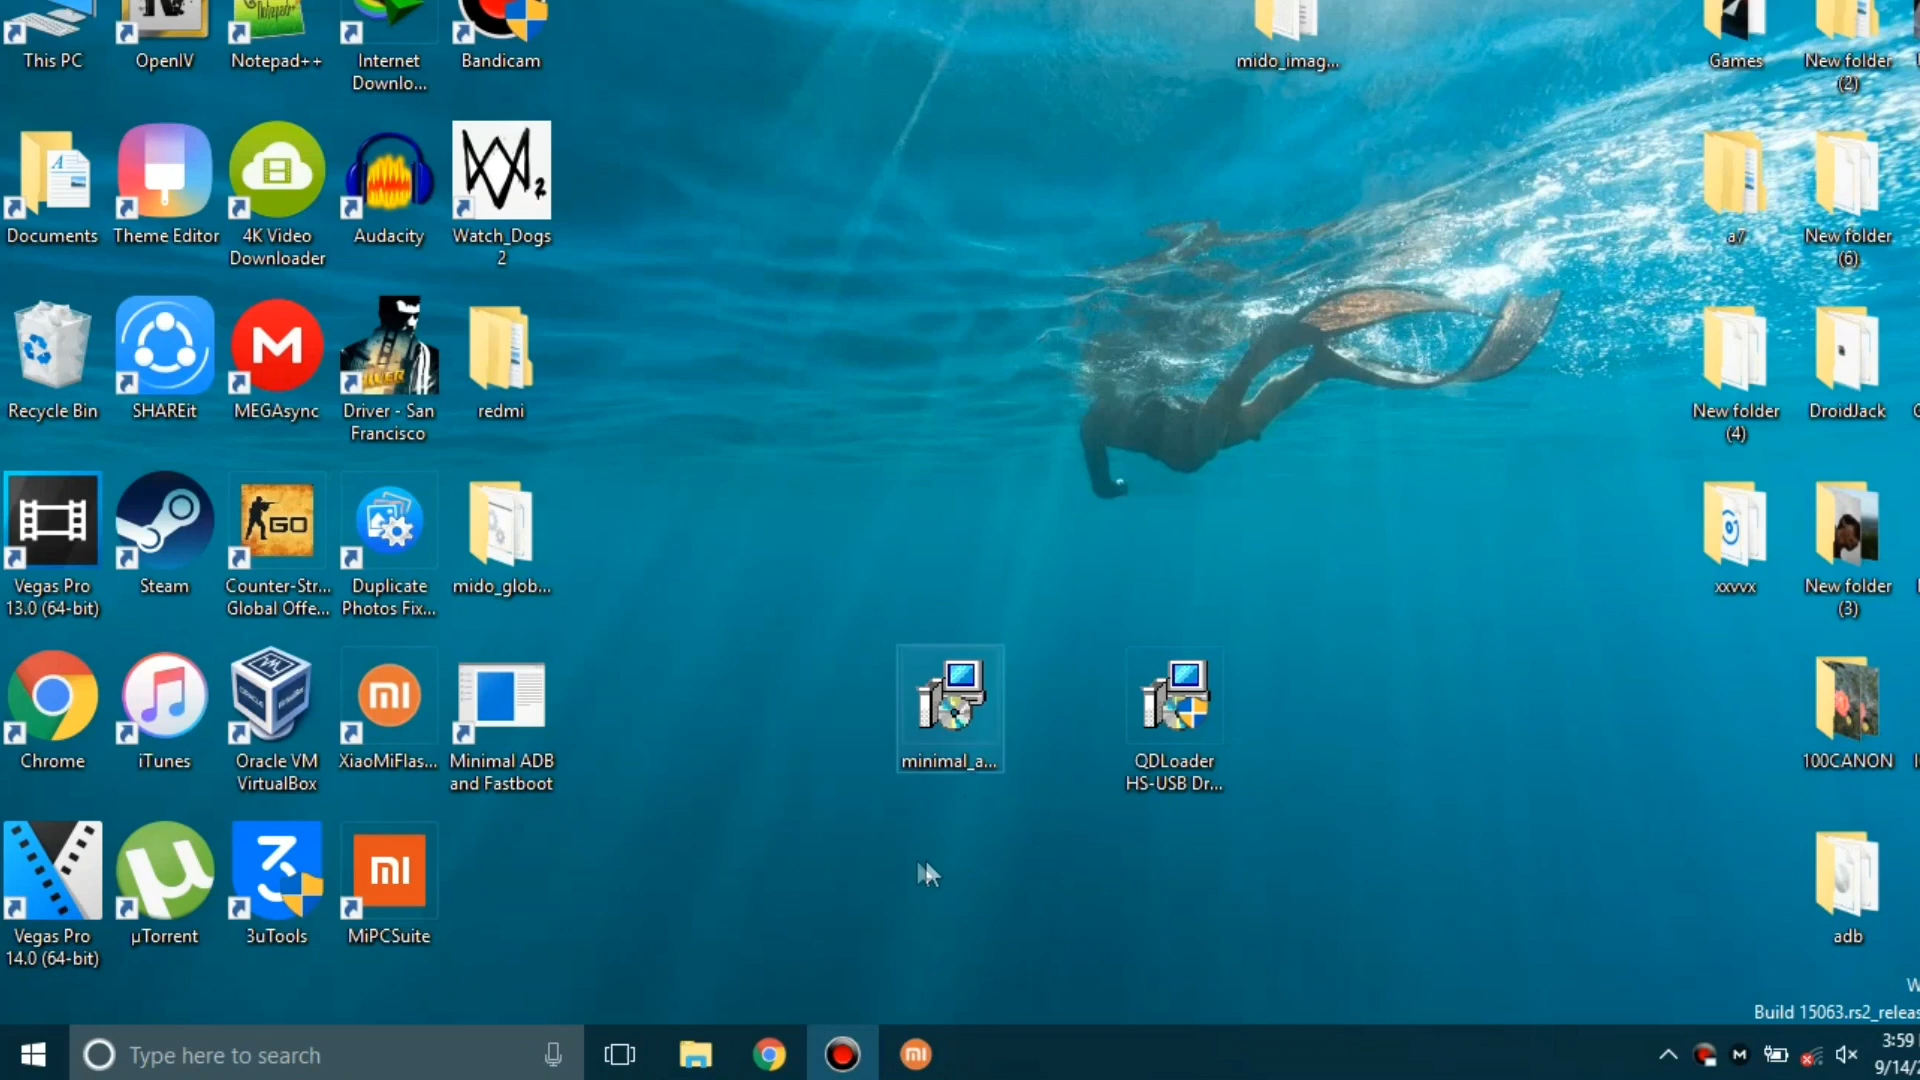 This PC
OpenIV
Notepad++
Internet
Downlo...
Bandicam
mido_imag...
Games
New folder
(2)
Documents
Theme Editor
4K Video
Downloader
Audacity
Watch_Dogs
2
a7
New folder
(6)
Recycle Bin
SHAREit
MEGAsync
Driver - San
Francisco
redmi
New folder
(4)
DroidJack
GO
Vegas Pro
13.0 (64-bit)
Steam
Counter-Str...
Global Offe...
Duplicate
Photos Fix...
mido_glob...
xxvvx
New folder
(3)
Chrome
iTunes
Oracle VM
VirtualBox
XiaoMiFlas...
Minimal ADB
and Fastboot
minimal_a...
QDLoader
HS-USB Dr...
100CANON
Vegas Pro
14.0 (64-bit)
µTorrent
3uTools
MiPCSuite
adb
Build 15063.rs2_releas
Type here to search
3:59
9/14/2